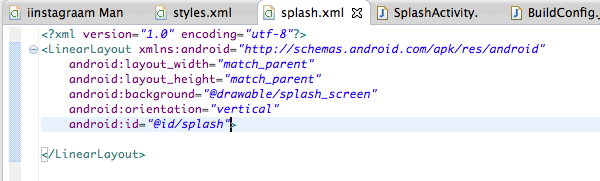 iinstagraam Man
styles.xml
splash.xml
SplashActivity.
BuildConfig.j
<?xml version="1.0" encoding="utf-8"?>
<LinearLayout xmlns:android="http://schemas.android.com/apk/res/android"
    android:layout_width="match_parent"
    android:layout_height="match_parent"
    android:background="@drawable/splash_screen"
    android:orientation="vertical"
    android:id="@id/splash">
</LinearLayout>